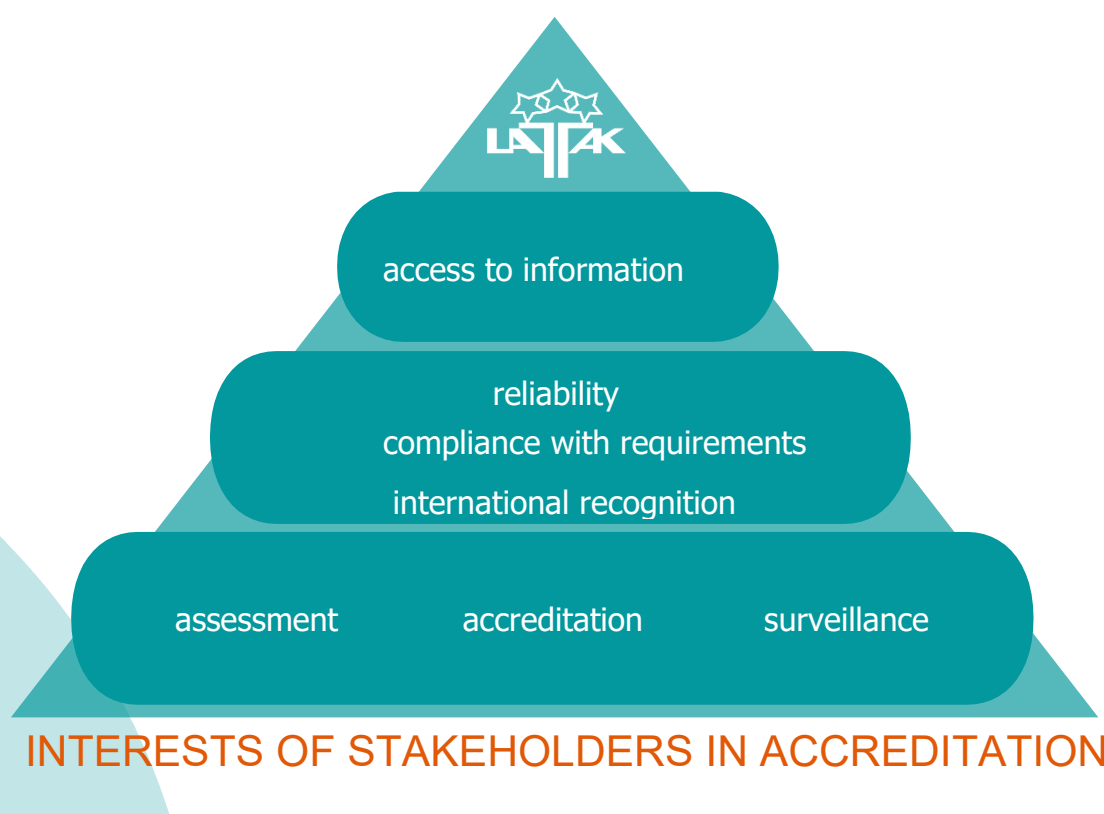 LATAK
access to information
reliability
compliance with requirements
international recognition
assessment accreditation surveillance
INTERESTS OF STAKEHOLDERS IN ACCREDITATION